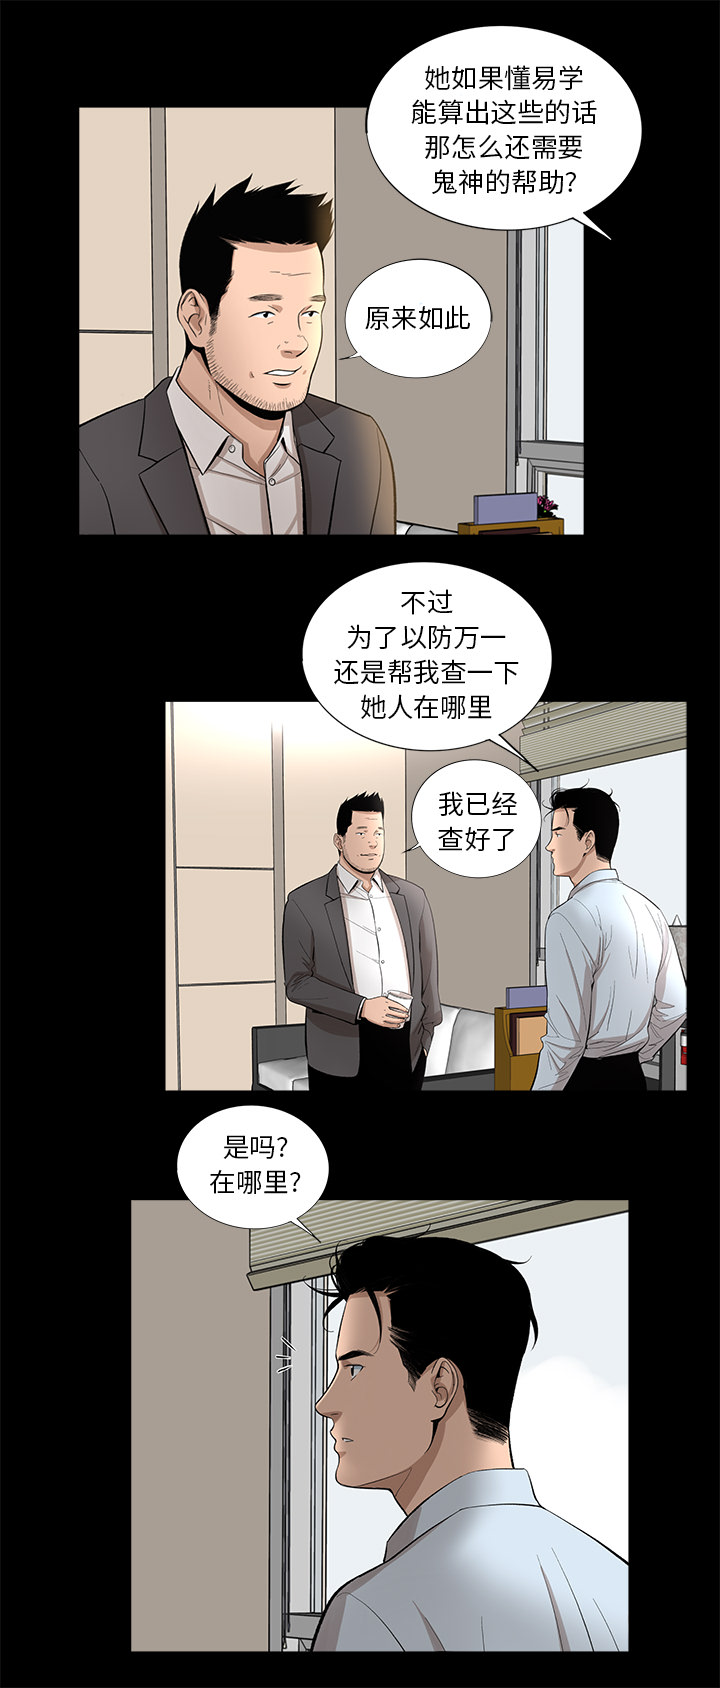 她如果懂易学
能算出这些的话
那怎么还需要
鬼神的帮助?
原来如此
不过
为了以防万一
还是帮我查一下
她人在哪里
我已经
查好了
是吗?
在哪里?